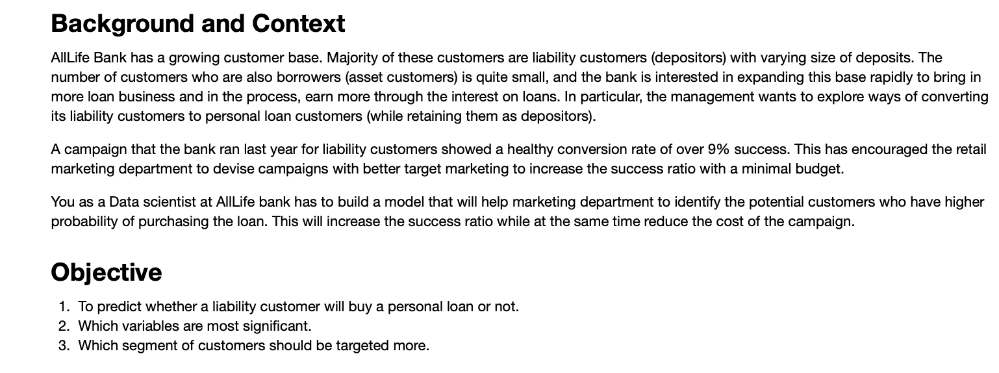 Background and Context
AllLife Bank has a growing customer base. Majority of these customers are liability customers (depositors) with varying size of deposits. The
number of customers who are also borrowers (asset customers) is quite small, and the bank is interested in expanding this base rapidly to bring in
more loan business and in the process, earn more through the interest on loans. In particular, the management wants to explore ways of converting
its liability customers to personal loan customers (while retaining them as depositors).
A campaign that the bank ran last year for liability customers showed a healthy conversion rate of over 9% success. This has encouraged the retail
marketing department to devise campaigns with better target marketing to increase the success ratio with a minimal budget.
You as a Data scientist at AllLife bank has to build a model that will help marketing department to identify the potential customers who have higher
probability of purchasing the loan. This will increase the success ratio while at the same time reduce the cost of the campaign.
Objective
1. To predict whether a liability customer will buy a personal loan or not.
2. Which variables are most significant.
3. Which segment of customers should be targeted more.